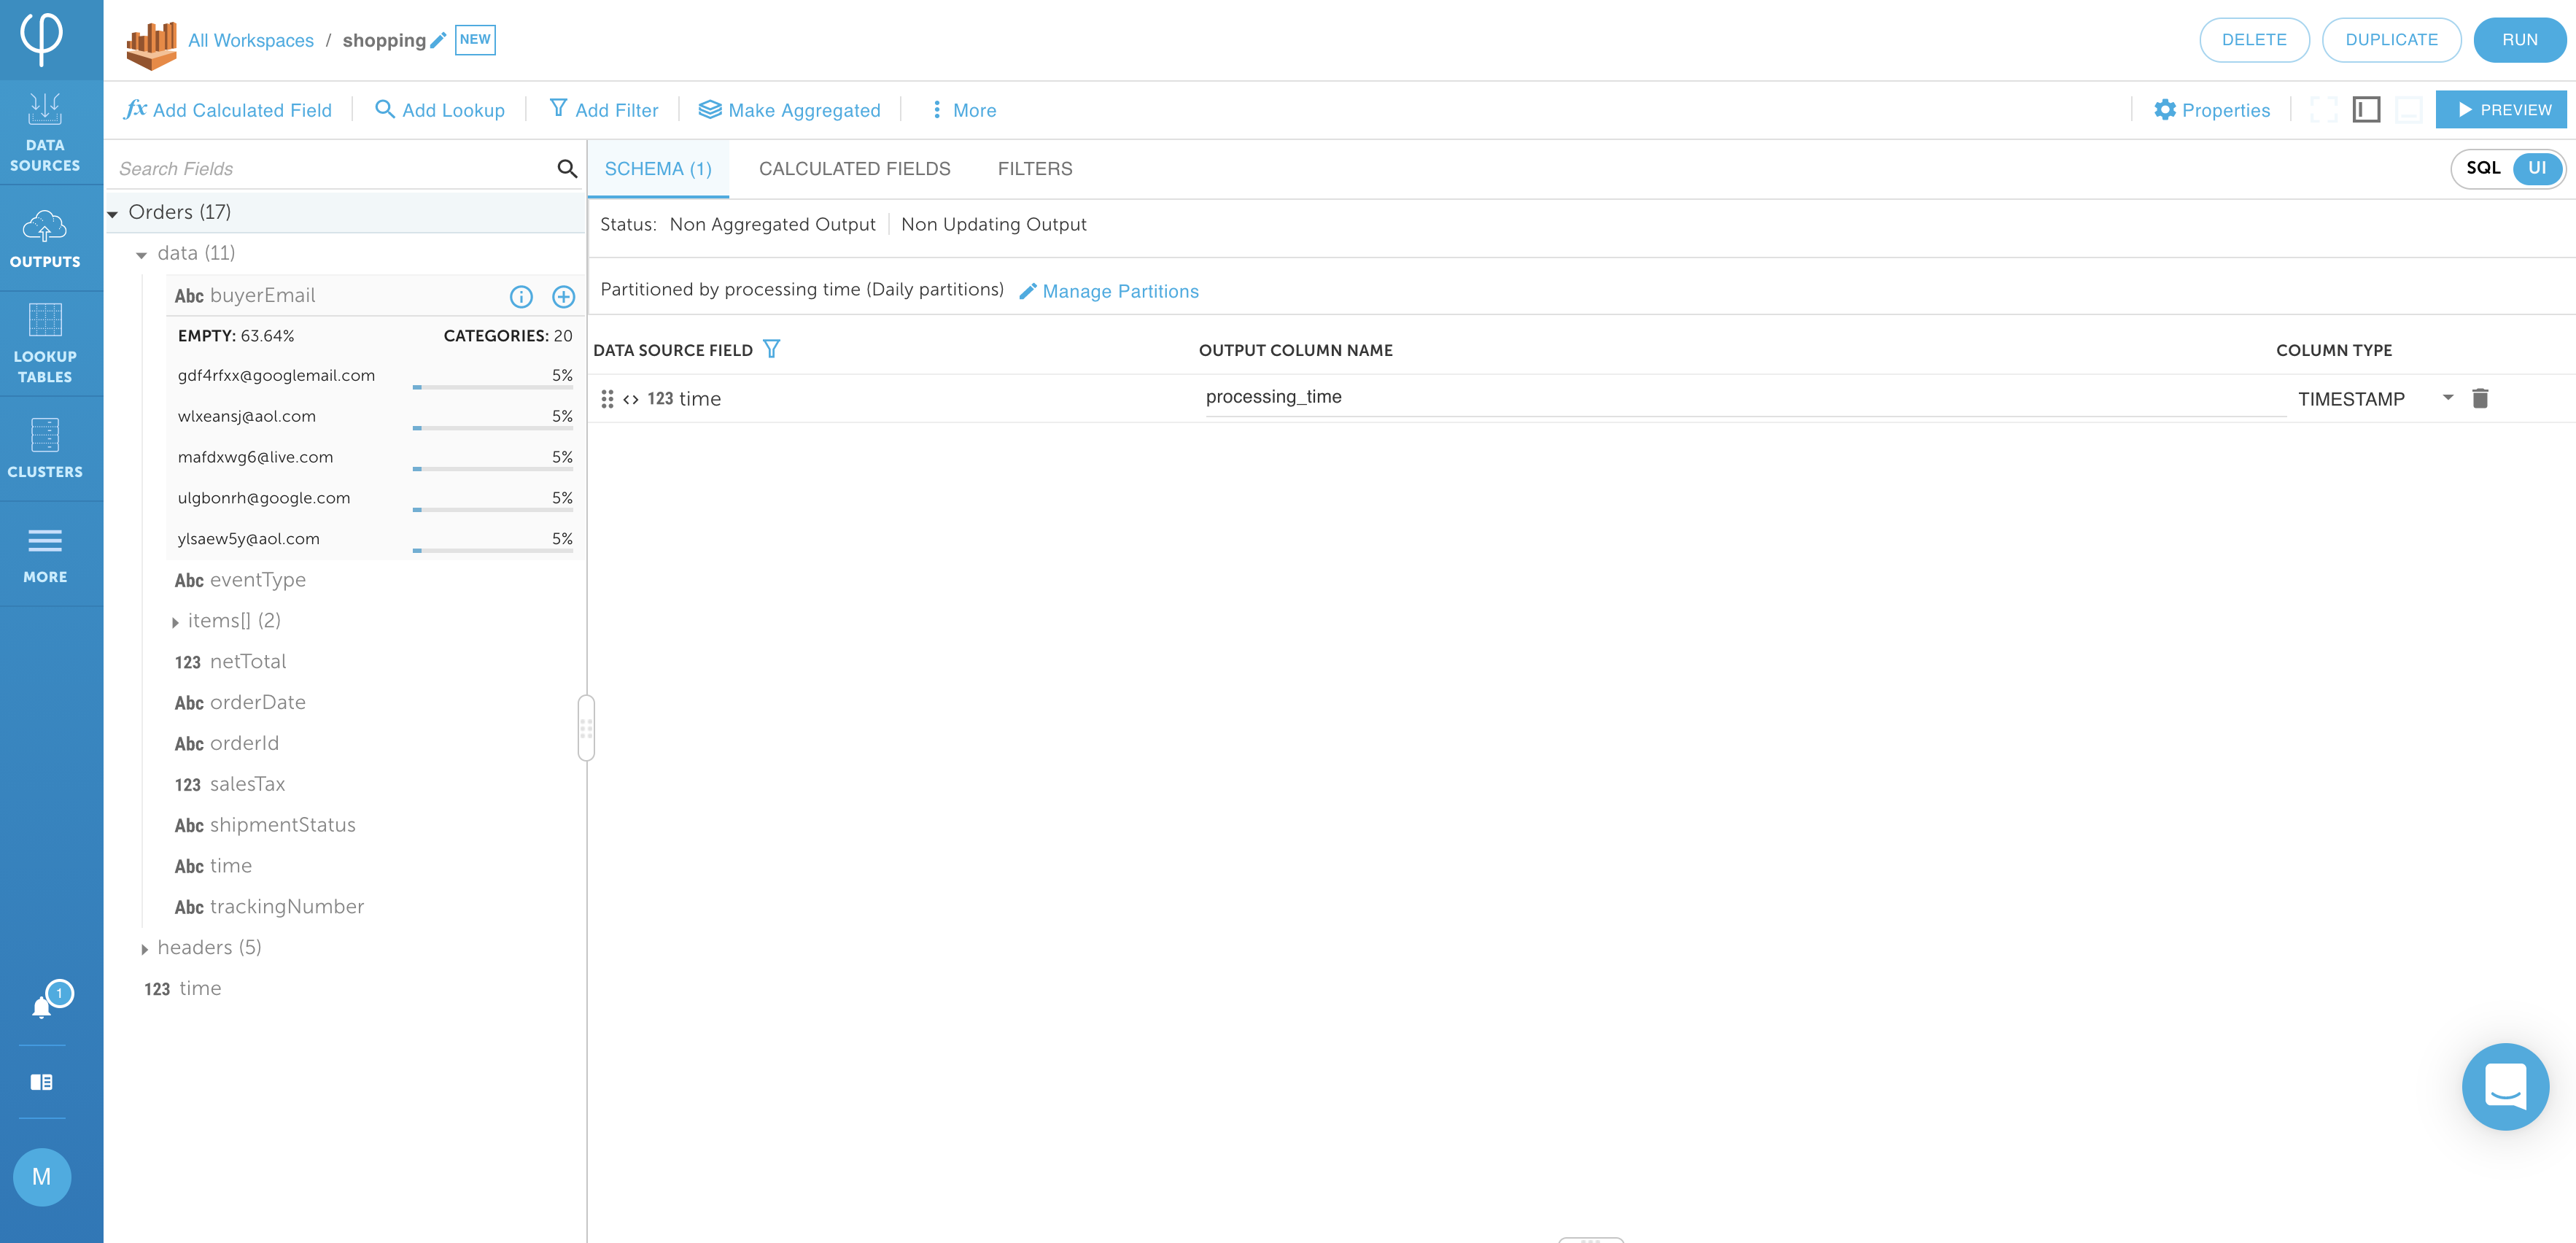 All Workspaces / shopping NEW
DELETE DUPLICATE RUN
fx Add Calculated Field Add Lookup Add Filter Make Aggregated More Properties PREVIEW
DATA SOURCES
OUTPUTS
LOOKUP TABLES
CLUSTERS
MORE
1
M
Search Fields
Orders (17)
data (11)
Abc buyerEmail
EMPTY: 63.64% CATEGORIES: 20
gdf4rfxx@googlemail.com 5%
wlxeansj@aol.com 5%
mafdxwg6@live.com 5%
ulgbonrh@google.com 5%
ylsaew5y@aol.com 5%
Abc eventType
items[] (2)
123 netTotal
Abc orderDate
Abc orderId
123 salesTax
Abc shipmentStatus
Abc time
Abc trackingNumber
headers (5)
123 time
SCHEMA (1) CALCULATED FIELDS FILTERS SQL UI
Status: Non Aggregated Output Non Updating Output
Partitioned by processing time (Daily partitions) Manage Partitions
DATA SOURCE FIELD OUTPUT COLUMN NAME COLUMN TYPE
<> 123 time processing_time TIMESTAMP